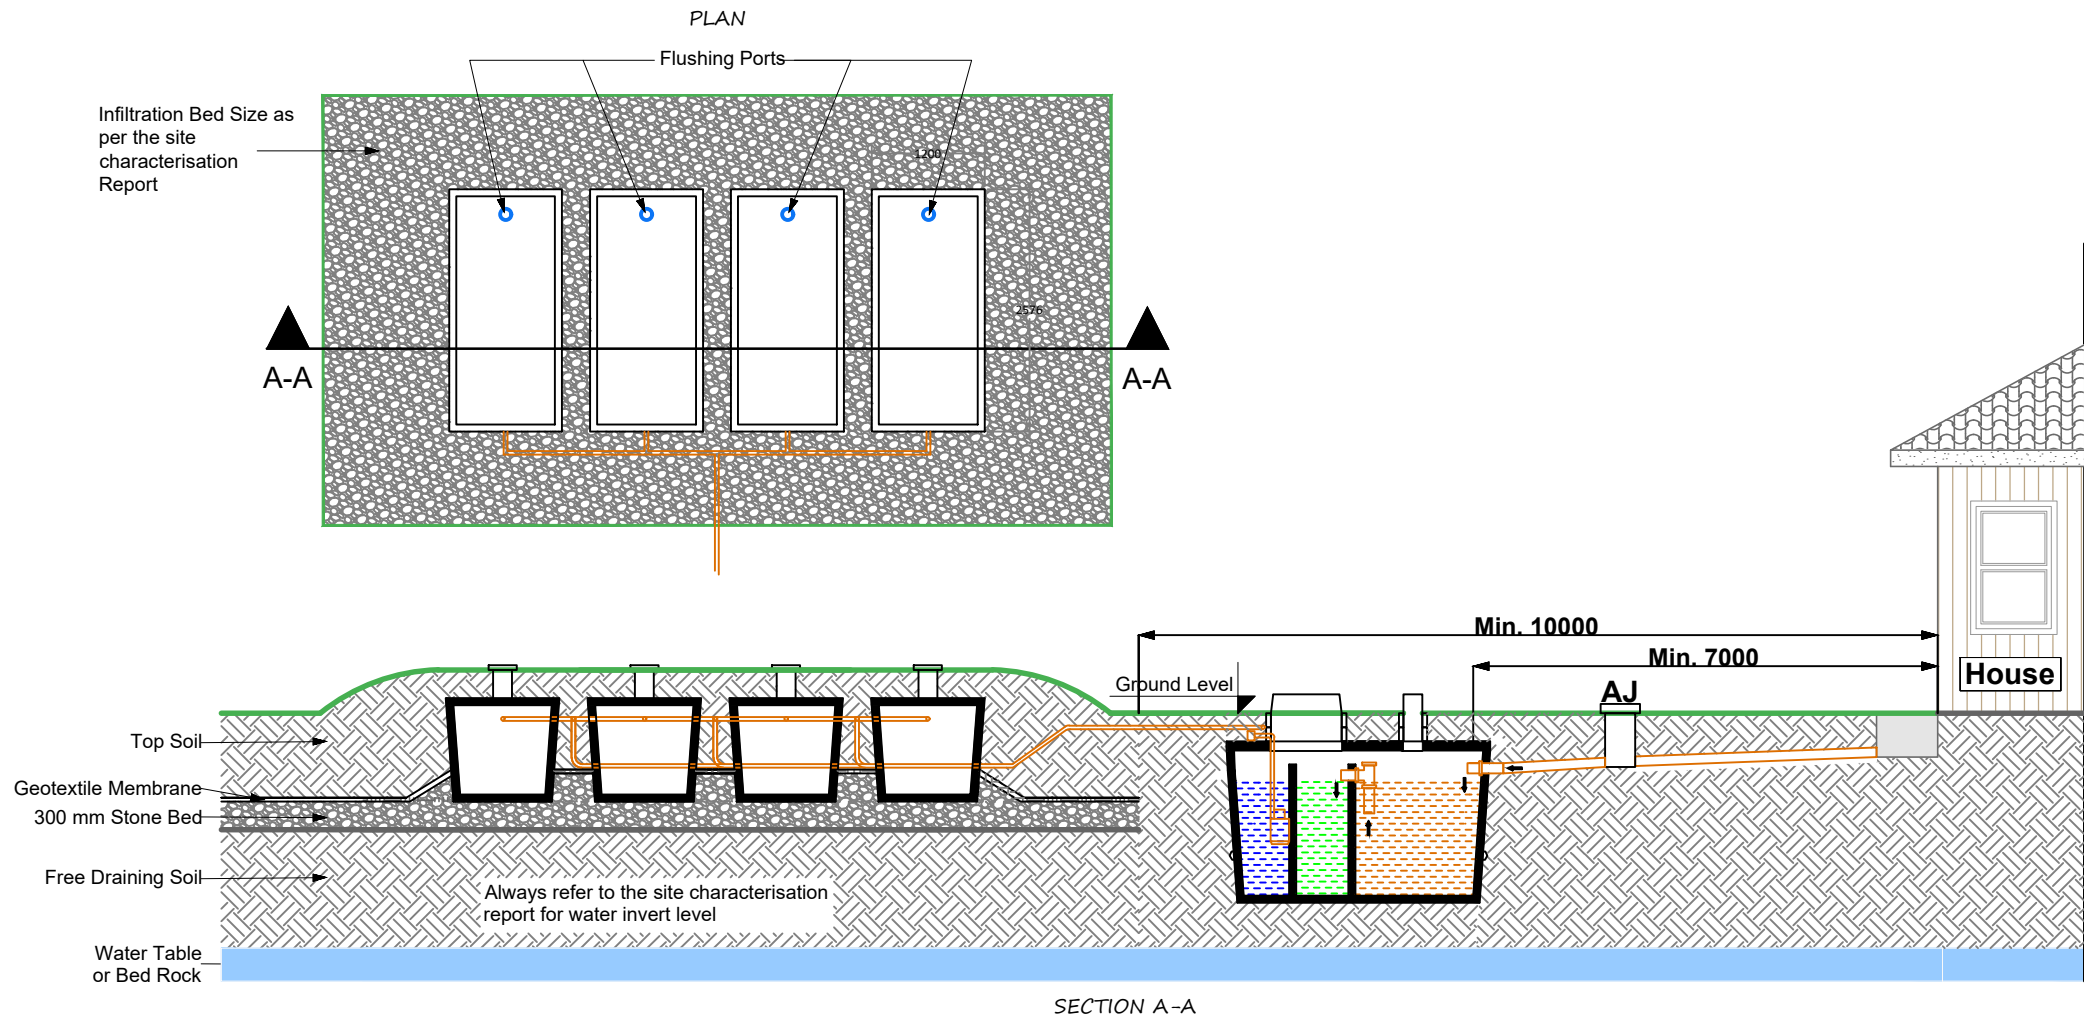 PLAN
Flushing Ports
Infiltration Bed Size as
per the site
characterisation
Report
1200
2576
A-A
A-A
Min. 10000
Min. 7000
Ground Level
AJ
House
Top Soil
Geotextile Membrane
300 mm Stone Bed
Free Draining Soil
Always refer to the site characterisation
report for water invert level
Water Table
or Bed Rock
SECTION A-A